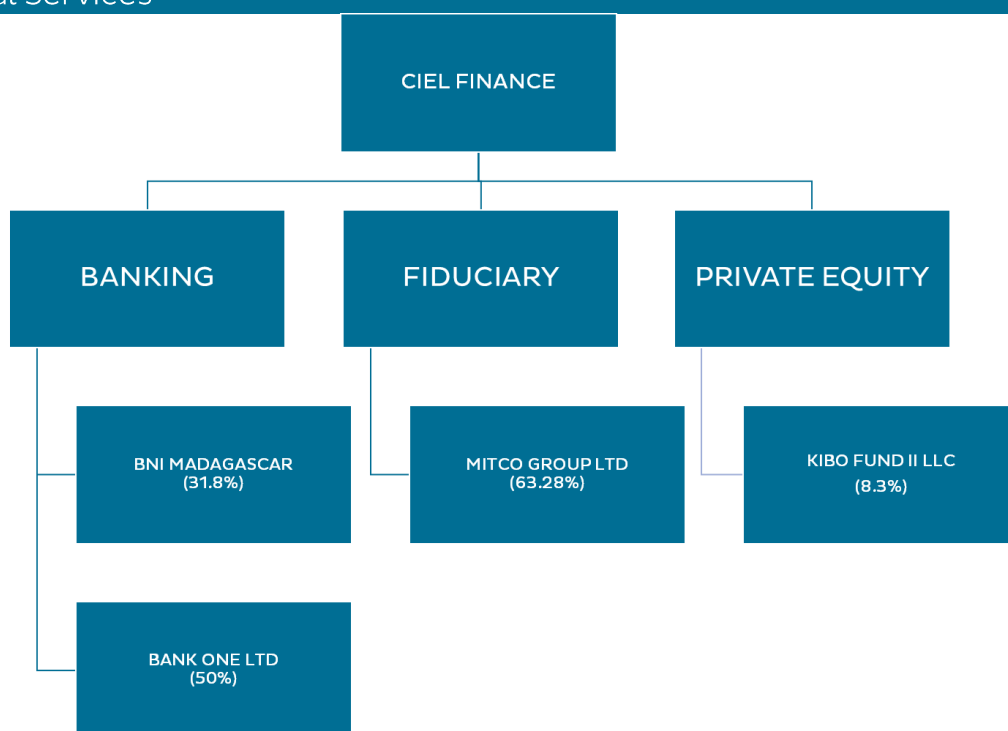 Services
CIEL FINANCE
BANKING
FIDUCIARY
PRIVATE EQUITY
BNI MADAGASCAR
(31.8%)
MITCO GROUP LTD
(63.28%)
KIBO FUND II LLC
(8.3%)
BANK ONE LTD
(50%)